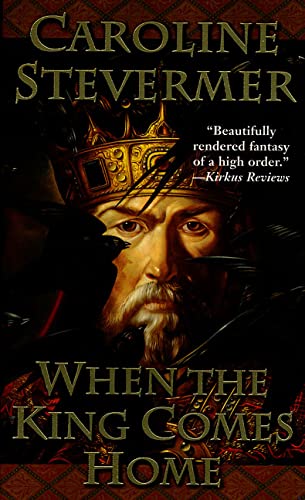 CAROLINE
STEVERMER
“Beautifully
rendered fantasy
of a high order.”
—Kirkus Reviews
WHEN THE
KING COMES
HOME